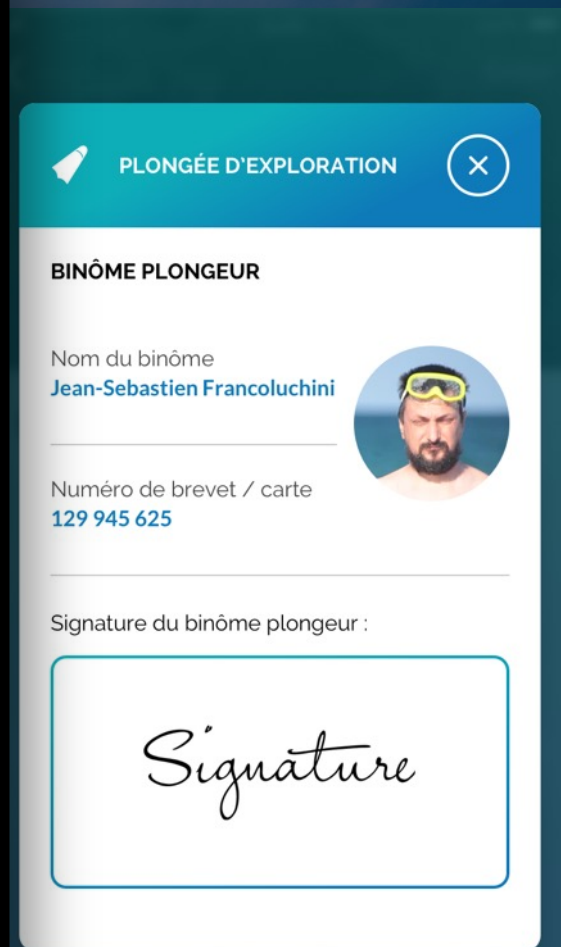 PLONGÉE D'EXPLORATION
BINÔME PLONGEUR
Nom du binôme
Jean-Sebastien Francoluchini
Numéro de brevet / carte
129 945 625
Signature du binôme plongeur :
Signature